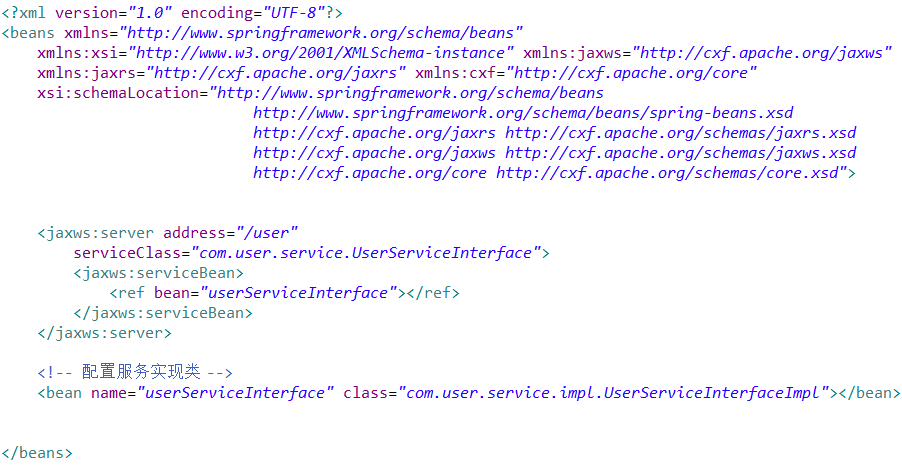 <?xml version="1.0" encoding="UTF-8"?>
<beans xmlns="http://www.springframework.org/schema/beans"
xmlns:xsi="http://www.w3.org/2001/XMLSchema-instance" xmlns:jaxws="http://cxf.apache.org/jaxws"
xmlns:jaxrs="http://cxf.apache.org/jaxrs" xmlns:cxf="http://cxf.apache.org/core"
xsi:schemaLocation="http://www.springframework.org/schema/beans
http://www.springframework.org/schema/beans/spring-beans.xsd
http://cxf.apache.org/jaxrs http://cxf.apache.org/schemas/jaxrs.xsd
http://cxf.apache.org/jaxws http://cxf.apache.org/schemas/jaxws.xsd
http://cxf.apache.org/core http://cxf.apache.org/schemas/core.xsd">
<jaxws:server address="/user"
serviceClass="com.user.service.UserServiceInterface">
<jaxws:serviceBean>
<ref bean="userServiceInterface"></ref>
</jaxws:serviceBean>
</jaxws:server>
<!-- 配置服务实现类 -->
<bean name="userServiceInterface" class="com.user.service.impl.UserServiceInterfaceImpl"></bean>
</beans>